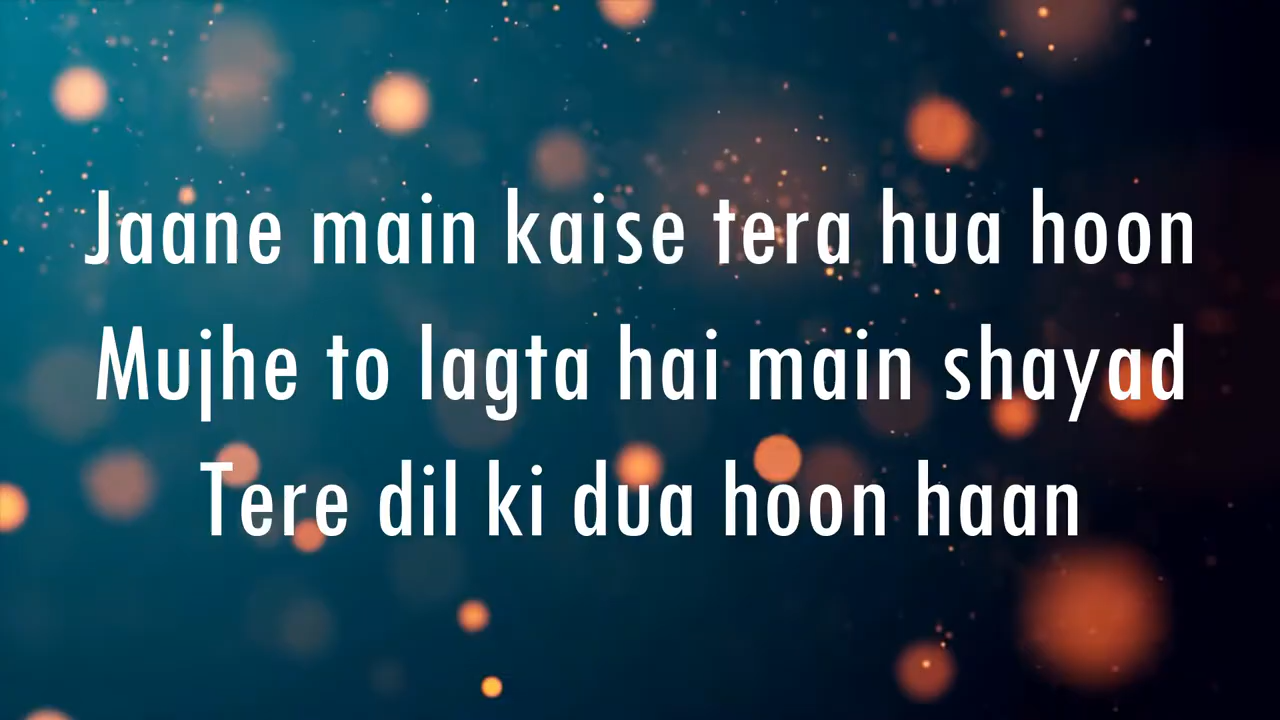 Jaane main kaise tera hua hoon
Mujhe to lagta hai main shayad
Tere dil ki dua hoon haan